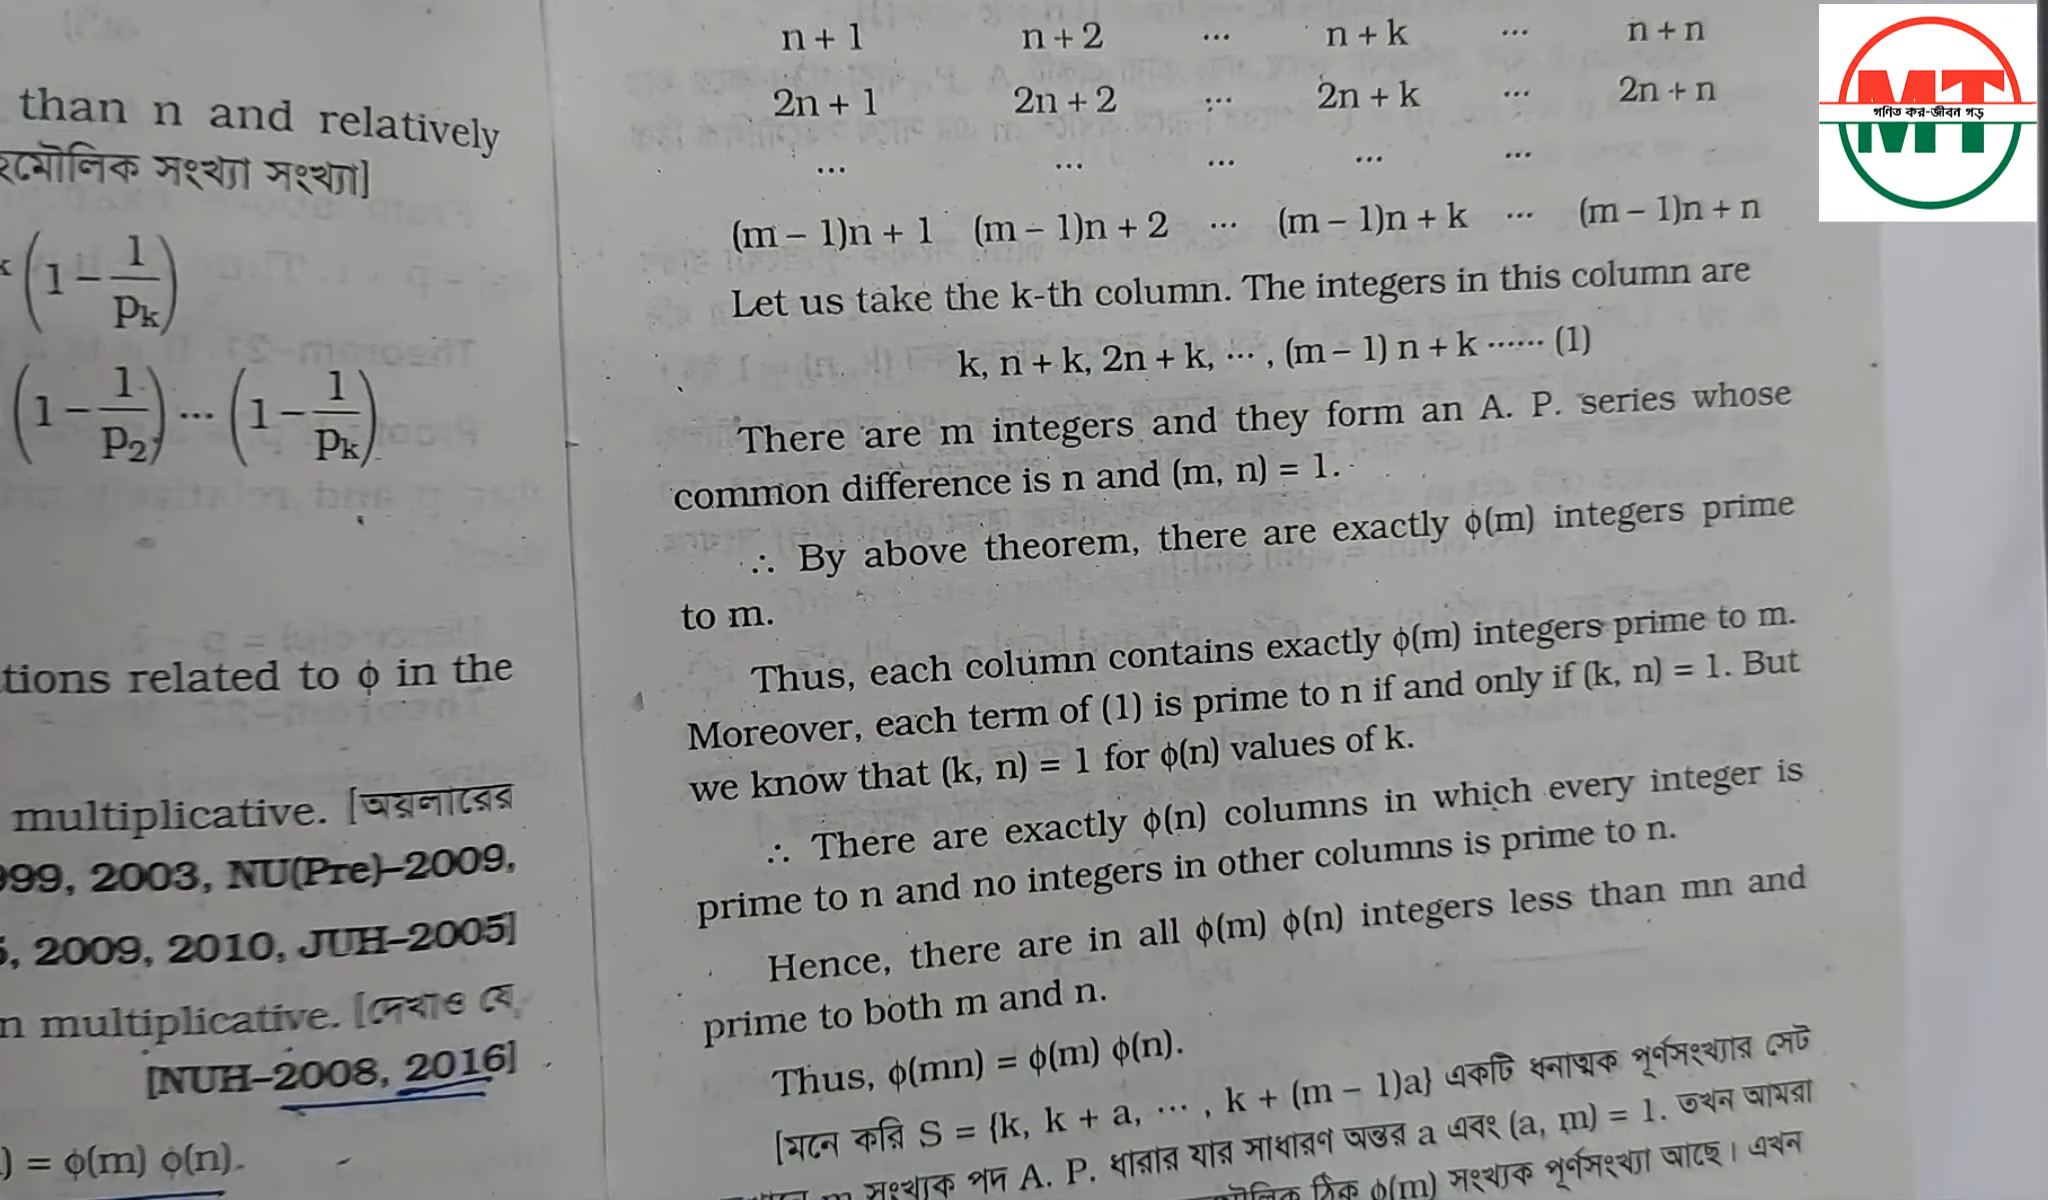 than n and relatively
মৌলিক সংখ্যা সংখ্যা]
(1 – 1/pk)
(1 – 1/p2) ... (1 – 1/pk)
tions related to ϕ in the
multiplicative. [অয়লারের
999, 2003, NU(Pre)–2009,
, 2009, 2010, JUH–2005]
n multiplicative. [দেখাও যে,
[NUH–2008, 2016]
) = ϕ(m) ϕ(n).
n + 1 n + 2 ... n + k ... n + n
2n + 1 2n + 2 ... 2n + k ... 2n + n
... ... ... ... ...
(m – 1)n + 1 (m – 1)n + 2 ... (m – 1)n + k ... (m – 1)n + n
Let us take the k-th column. The integers in this column are
k, n + k, 2n + k, ... , (m – 1) n + k ...... (1)
There are m integers and they form an A. P. series whose
common difference is n and (m, n) = 1.
∴ By above theorem, there are exactly ϕ(m) integers prime
to m.
Thus, each column contains exactly ϕ(m) integers prime to m.
Moreover, each term of (1) is prime to n if and only if (k, n) = 1. But
we know that (k, n) = 1 for ϕ(n) values of k.
∴ There are exactly ϕ(n) columns in which every integer is
prime to n and no integers in other columns is prime to n.
Hence, there are in all ϕ(m) ϕ(n) integers less than mn and
prime to both m and n.
Thus, ϕ(mn) = ϕ(m) ϕ(n).
[মনে করি S = {k, k + a, ... , k + (m – 1)a} একটি ধনাত্মক পূর্ণসংখ্যার সেট
m সংখ্যক পদ A. P. ধারার যার সাধারণ অন্তর a এবং (a, m) = 1. তখন আমরা
ঠিক ϕ(m) সংখ্যক পূর্ণসংখ্যা আছে। এখন
MT
গণিত কর-জীবন গড়